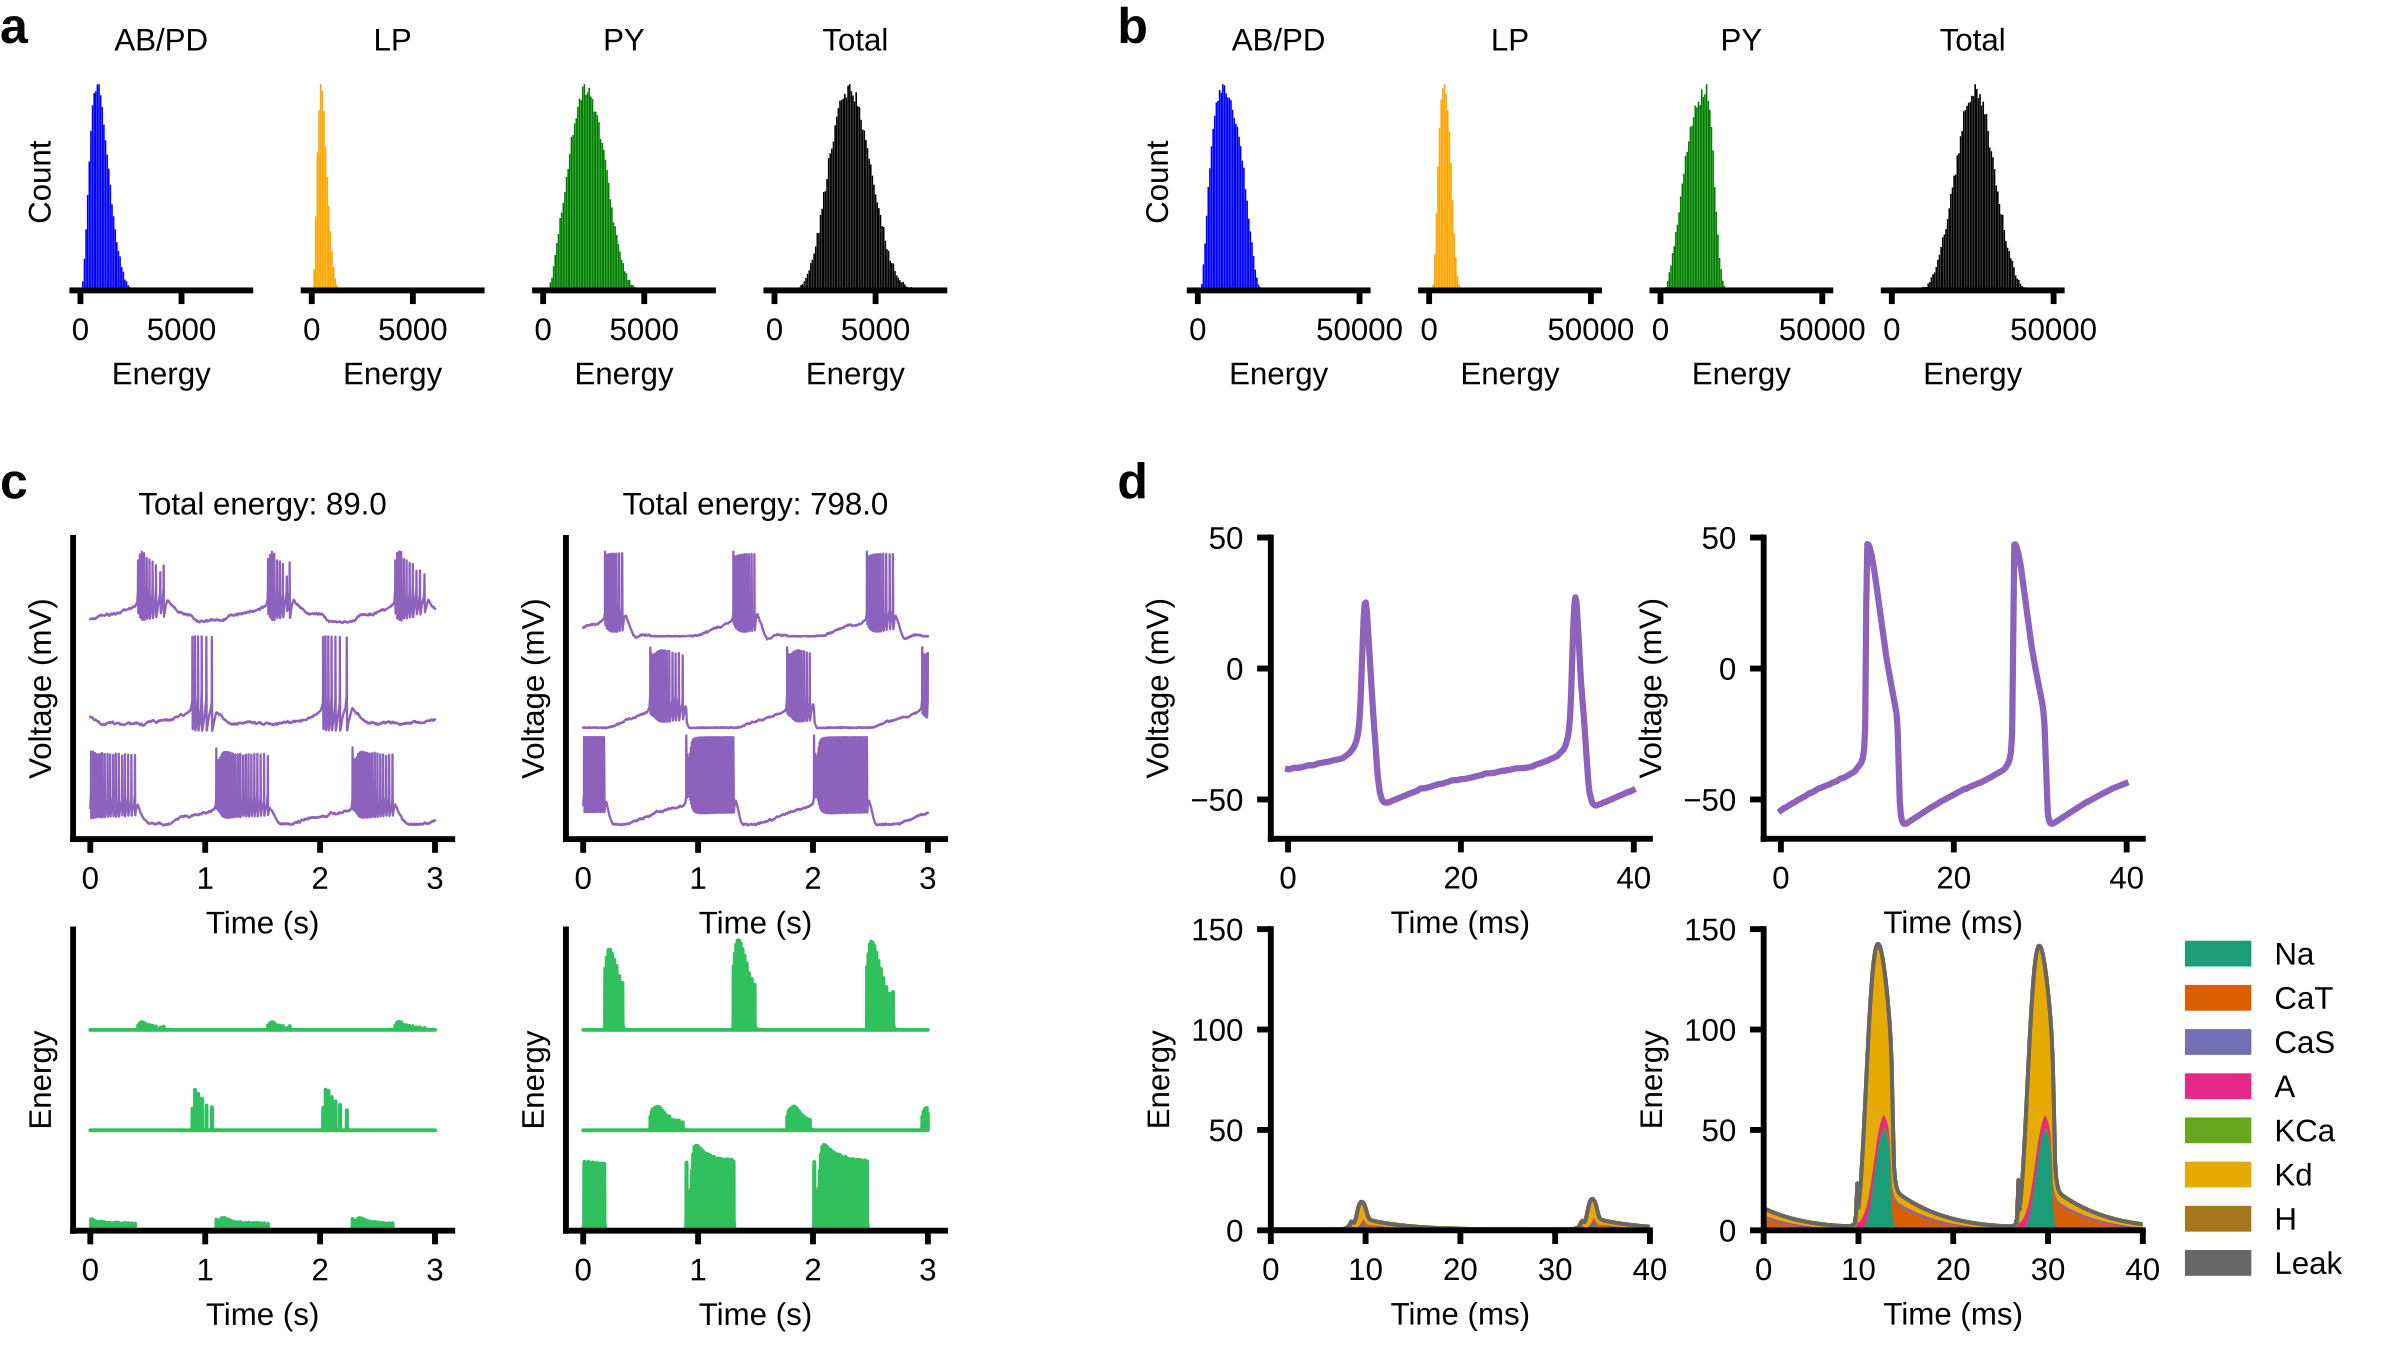 a
AB/PD LP PY Total
Count
0 5000 0 5000 0 5000 0 5000
Energy Energy Energy Energy
b
AB/PD LP PY Total
Count
0 50000 0 50000 0 50000 0 50000
Energy Energy Energy Energy
c
Total energy: 89.0 Total energy: 798.0
Voltage (mV) Voltage (mV)
0 1 2 3 0 1 2 3
Time (s) Time (s)
Energy Energy
0 1 2 3 0 1 2 3
Time (s) Time (s)
d
50 50
0 0
−50 −50
Voltage (mV) Voltage (mV)
0 20 40 0 20 40
Time (ms) Time (ms)
150 150
100 100
50 50
0 0
Energy Energy
0 10 20 30 40 0 10 20 30 40
Time (ms) Time (ms)
Na
CaT
CaS
A
KCa
Kd
H
Leak